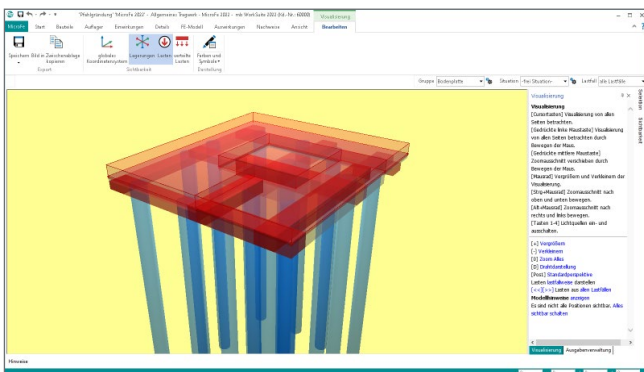 "Pfahlgründung" MicroFe 2022 - Allgemeines Tragwerk - MicroFe 2022 - mb WorkSuite 2022
Visualisierung
MicroFe Start Bauteile Auflager Einwirkungen Details FE-Modell Auswertungen Nachweise Ansicht Bearbeiten
Speichern Bild in Zwischenablage kopieren globales Koordinatensystem Lagerungen Lasten verteilte Lasten Farben und Symbole
Export Sichtbarkeit Darstellung
Gruppe Bodenplatte Situation -frei Situation- Lastfall alle Lastfälle
Visualisierung
Visualisierung
[Cursortasten] Visualisierung von allen
Seiten betrachten.
[Gedrückte linke Maustaste] Visualisierung
von allen Seiten betrachten durch
Bewegen der Maus.
[Gedrückte mittlere Maustaste]
Zoomausschnitt verschieben durch
Bewegen der Maus.
[Mausrad] Vergrößern und Verkleinern der
Visualisierung.
[Strg+Mausrad] Zoomausschnitt nach
oben und unten bewegen.
[Alt+Mausrad] Zoomausschnitt nach
rechts und links bewegen.
[Tasten 1-4] Lichtquellen ein- und
ausschalten.
[+] Vergrößern
[-] Verkleinern
[0] Zoom Alles
[D] Drahtdarstellung
[Pos1] Standardperspektive
Lasten lastfallweise darstellen
[<<][>>] Lasten aus allen Lastfällen
Modellhinweise anzeigen
Es sind nicht alle Positionen sichtbar. Alles
sichtbar schalten
Visualisierung Ausgabenverwaltung
Selektion
Sichtbarkeit
Hinweise